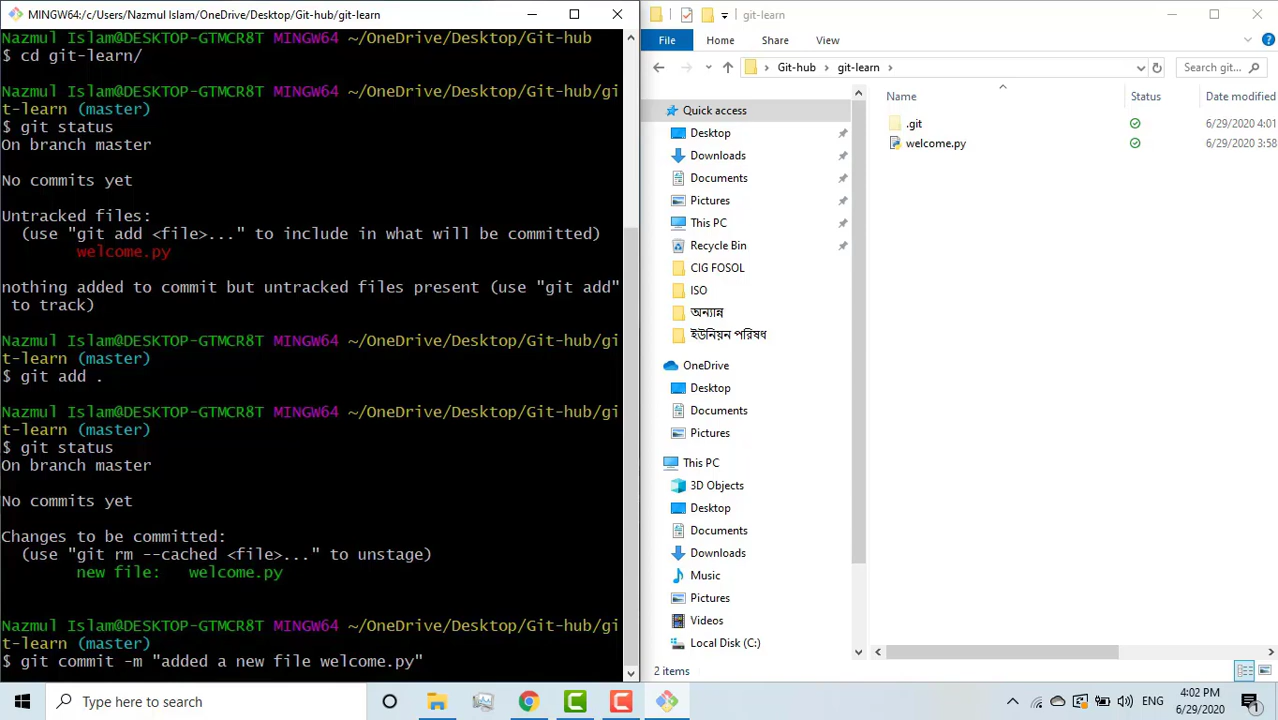 MINGW64:/c/Users/Nazmul Islam/OneDrive/Desktop/Git-hub/git-learn
Nazmul Islam@DESKTOP-GTMCR8T MINGW64 ~/OneDrive/Desktop/Git-hub
$ cd git-learn/
Nazmul Islam@DESKTOP-GTMCR8T MINGW64 ~/OneDrive/Desktop/Git-hub/gi
t-learn (master)
$ git status
On branch master
No commits yet
Untracked files:
(use "git add <file>..." to include in what will be committed)
welcome.py
nothing added to commit but untracked files present (use "git add"
to track)
Nazmul Islam@DESKTOP-GTMCR8T MINGW64 ~/OneDrive/Desktop/Git-hub/gi
t-learn (master)
$ git add .
Nazmul Islam@DESKTOP-GTMCR8T MINGW64 ~/OneDrive/Desktop/Git-hub/gi
t-learn (master)
$ git status
On branch master
No commits yet
Changes to be committed:
(use "git rm --cached <file>..." to unstage)
new file: welcome.py
Nazmul Islam@DESKTOP-GTMCR8T MINGW64 ~/OneDrive/Desktop/Git-hub/gi
t-learn (master)
$ git commit -m "added a new file welcome.py"
git-learn
File Home Share View
Git-hub git-learn
Search git...
Quick access
Desktop
Downloads
Documents
Pictures
This PC
Recycle Bin
CIG FOSOL
ISO
অন্যান্ন
ইউনিয়ন পরিষধ
OneDrive
Desktop
Documents
Pictures
This PC
3D Objects
Desktop
Documents
Downloads
Music
Pictures
Videos
Local Disk (C:)
Name Status Date modified
.git 6/29/2020 4:01
welcome.py 6/29/2020 3:58
2 items
Type here to search
ENG
4:02 PM
6/29/2020
1